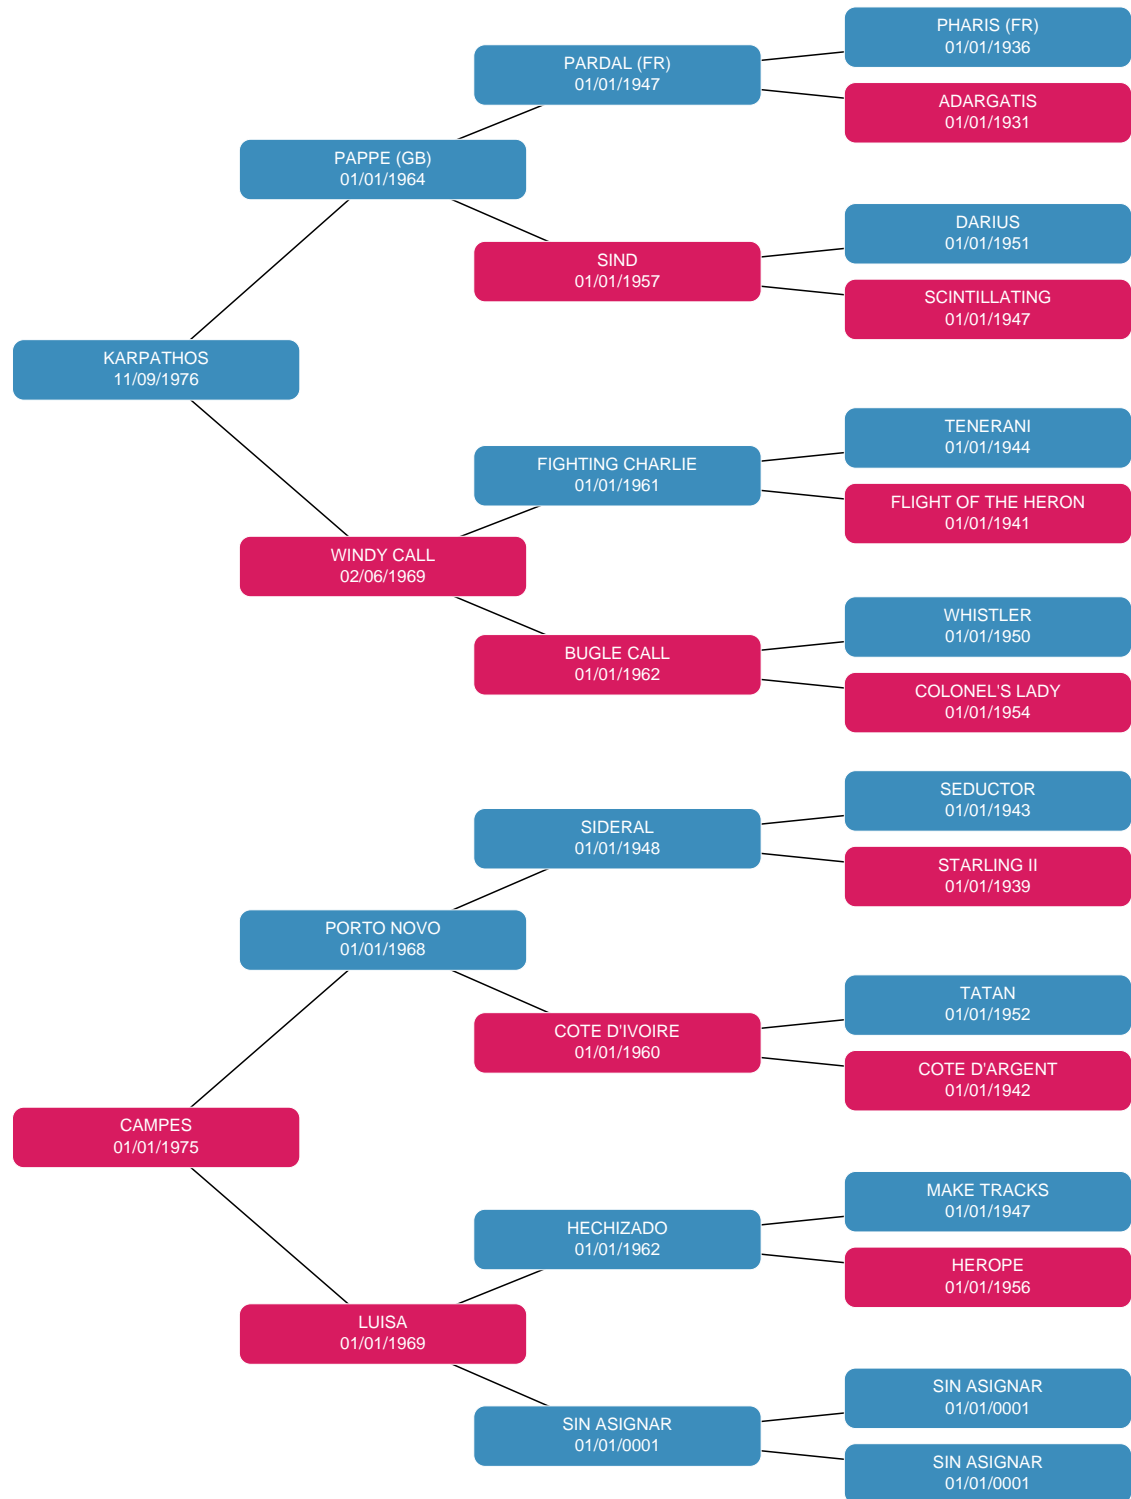 PHARIS (FR)
01/01/1936
PARDAL (FR)
01/01/1947
ADARGATIS
01/01/1931
PAPPE (GB)
01/01/1964
DARIUS
01/01/1951
SIND
01/01/1957
SCINTILLATING
01/01/1947
KARPATHOS
11/09/1976
TENERANI
01/01/1944
FIGHTING CHARLIE
01/01/1961
FLIGHT OF THE HERON
01/01/1941
WINDY CALL
02/06/1969
WHISTLER
01/01/1950
BUGLE CALL
01/01/1962
COLONEL'S LADY
01/01/1954
SEDUCTOR
01/01/1943
SIDERAL
01/01/1948
STARLING II
01/01/1939
PORTO NOVO
01/01/1968
TATAN
01/01/1952
COTE D'IVOIRE
01/01/1960
COTE D'ARGENT
01/01/1942
CAMPES
01/01/1975
MAKE TRACKS
01/01/1947
HECHIZADO
01/01/1962
HEROPE
01/01/1956
LUISA
01/01/1969
SIN ASIGNAR
01/01/0001
SIN ASIGNAR
01/01/0001
SIN ASIGNAR
01/01/0001